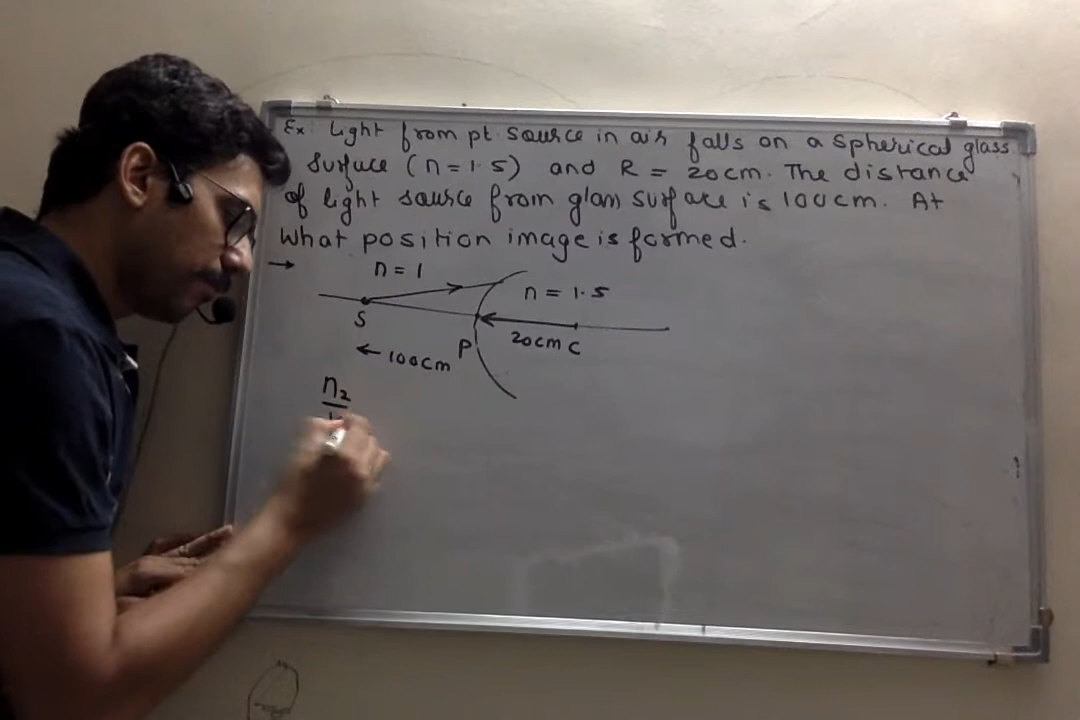 Ex. Light from pt. source in air falls on a spherical glass
surface (n=1.5) and R = 20cm. The distance
of light source from glass surface is 100cm. At
what position image is formed.
→ n = 1
n = 1.5
S
P
20cm C
← 100cm
n₂